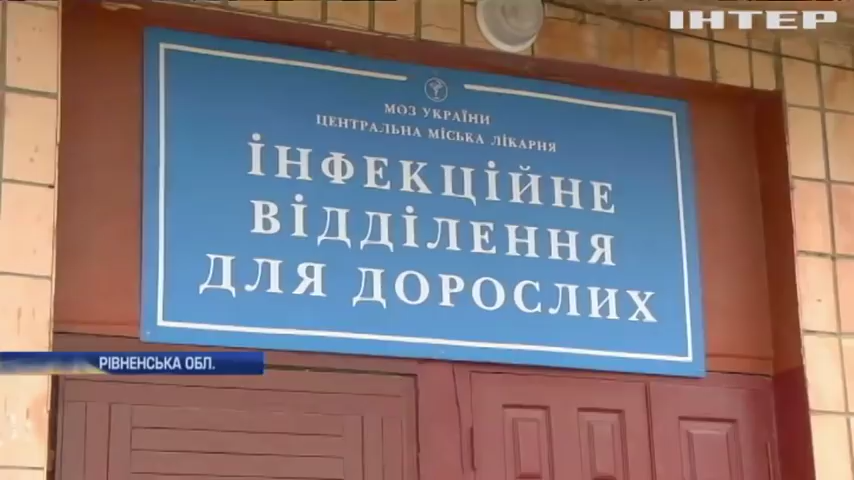 ІНТЕР
МОЗ УКРАЇНИ
ЦЕНТРАЛЬНА МІСЬКА ЛІКАРНЯ
ІНФЕКЦІЙНЕ
ВІДДІЛЕННЯ
ДЛЯ ДОРОСЛИХ
РІВНЕНСЬКА ОБЛ.